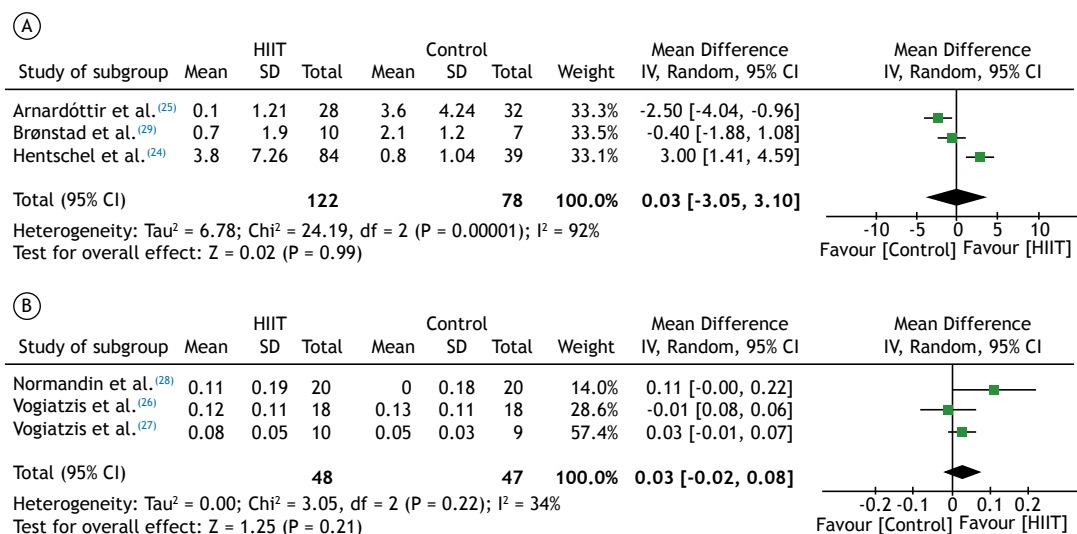 A
HIIT Control Mean Difference Mean Difference
Study of subgroup Mean SD Total Mean SD Total Weight IV, Random, 95% CI IV, Random, 95% CI
Arnardóttir et al.(25) 0.1 1.21 28 3.6 4.24 32 33.3% -2.50 [-4.04, -0.96]
Brønstad et al.(29) 0.7 1.9 10 2.1 1.2 7 33.5% -0.40 [-1.88, 1.08]
Hentschel et al.(24) 3.8 7.26 84 0.8 1.04 39 33.1% 3.00 [1.41, 4.59]
Total (95% CI) 122 78 100.0% 0.03 [-3.05, 3.10]
Heterogeneity: Tau² = 6.78; Chi² = 24.19, df = 2 (P = 0.00001); I² = 92%
Test for overall effect: Z = 0.02 (P = 0.99)
-10 -5 0 5 10
Favour [Control] Favour [HIIT]
B
HIIT Control Mean Difference Mean Difference
Study of subgroup Mean SD Total Mean SD Total Weight IV, Random, 95% CI IV, Random, 95% CI
Normandin et al.(28) 0.11 0.19 20 0 0.18 20 14.0% 0.11 [-0.00, 0.22]
Vogiatzis et al.(26) 0.12 0.11 18 0.13 0.11 18 28.6% -0.01 [0.08, 0.06]
Vogiatzis et al.(27) 0.08 0.05 10 0.05 0.03 9 57.4% 0.03 [-0.01, 0.07]
Total (95% CI) 48 47 100.0% 0.03 [-0.02, 0.08]
Heterogeneity: Tau² = 0.00; Chi² = 3.05, df = 2 (P = 0.22); I² = 34%
Test for overall effect: Z = 1.25 (P = 0.21)
-0.2 -0.1 0 0.1 0.2
Favour [Control] Favour [HIIT]